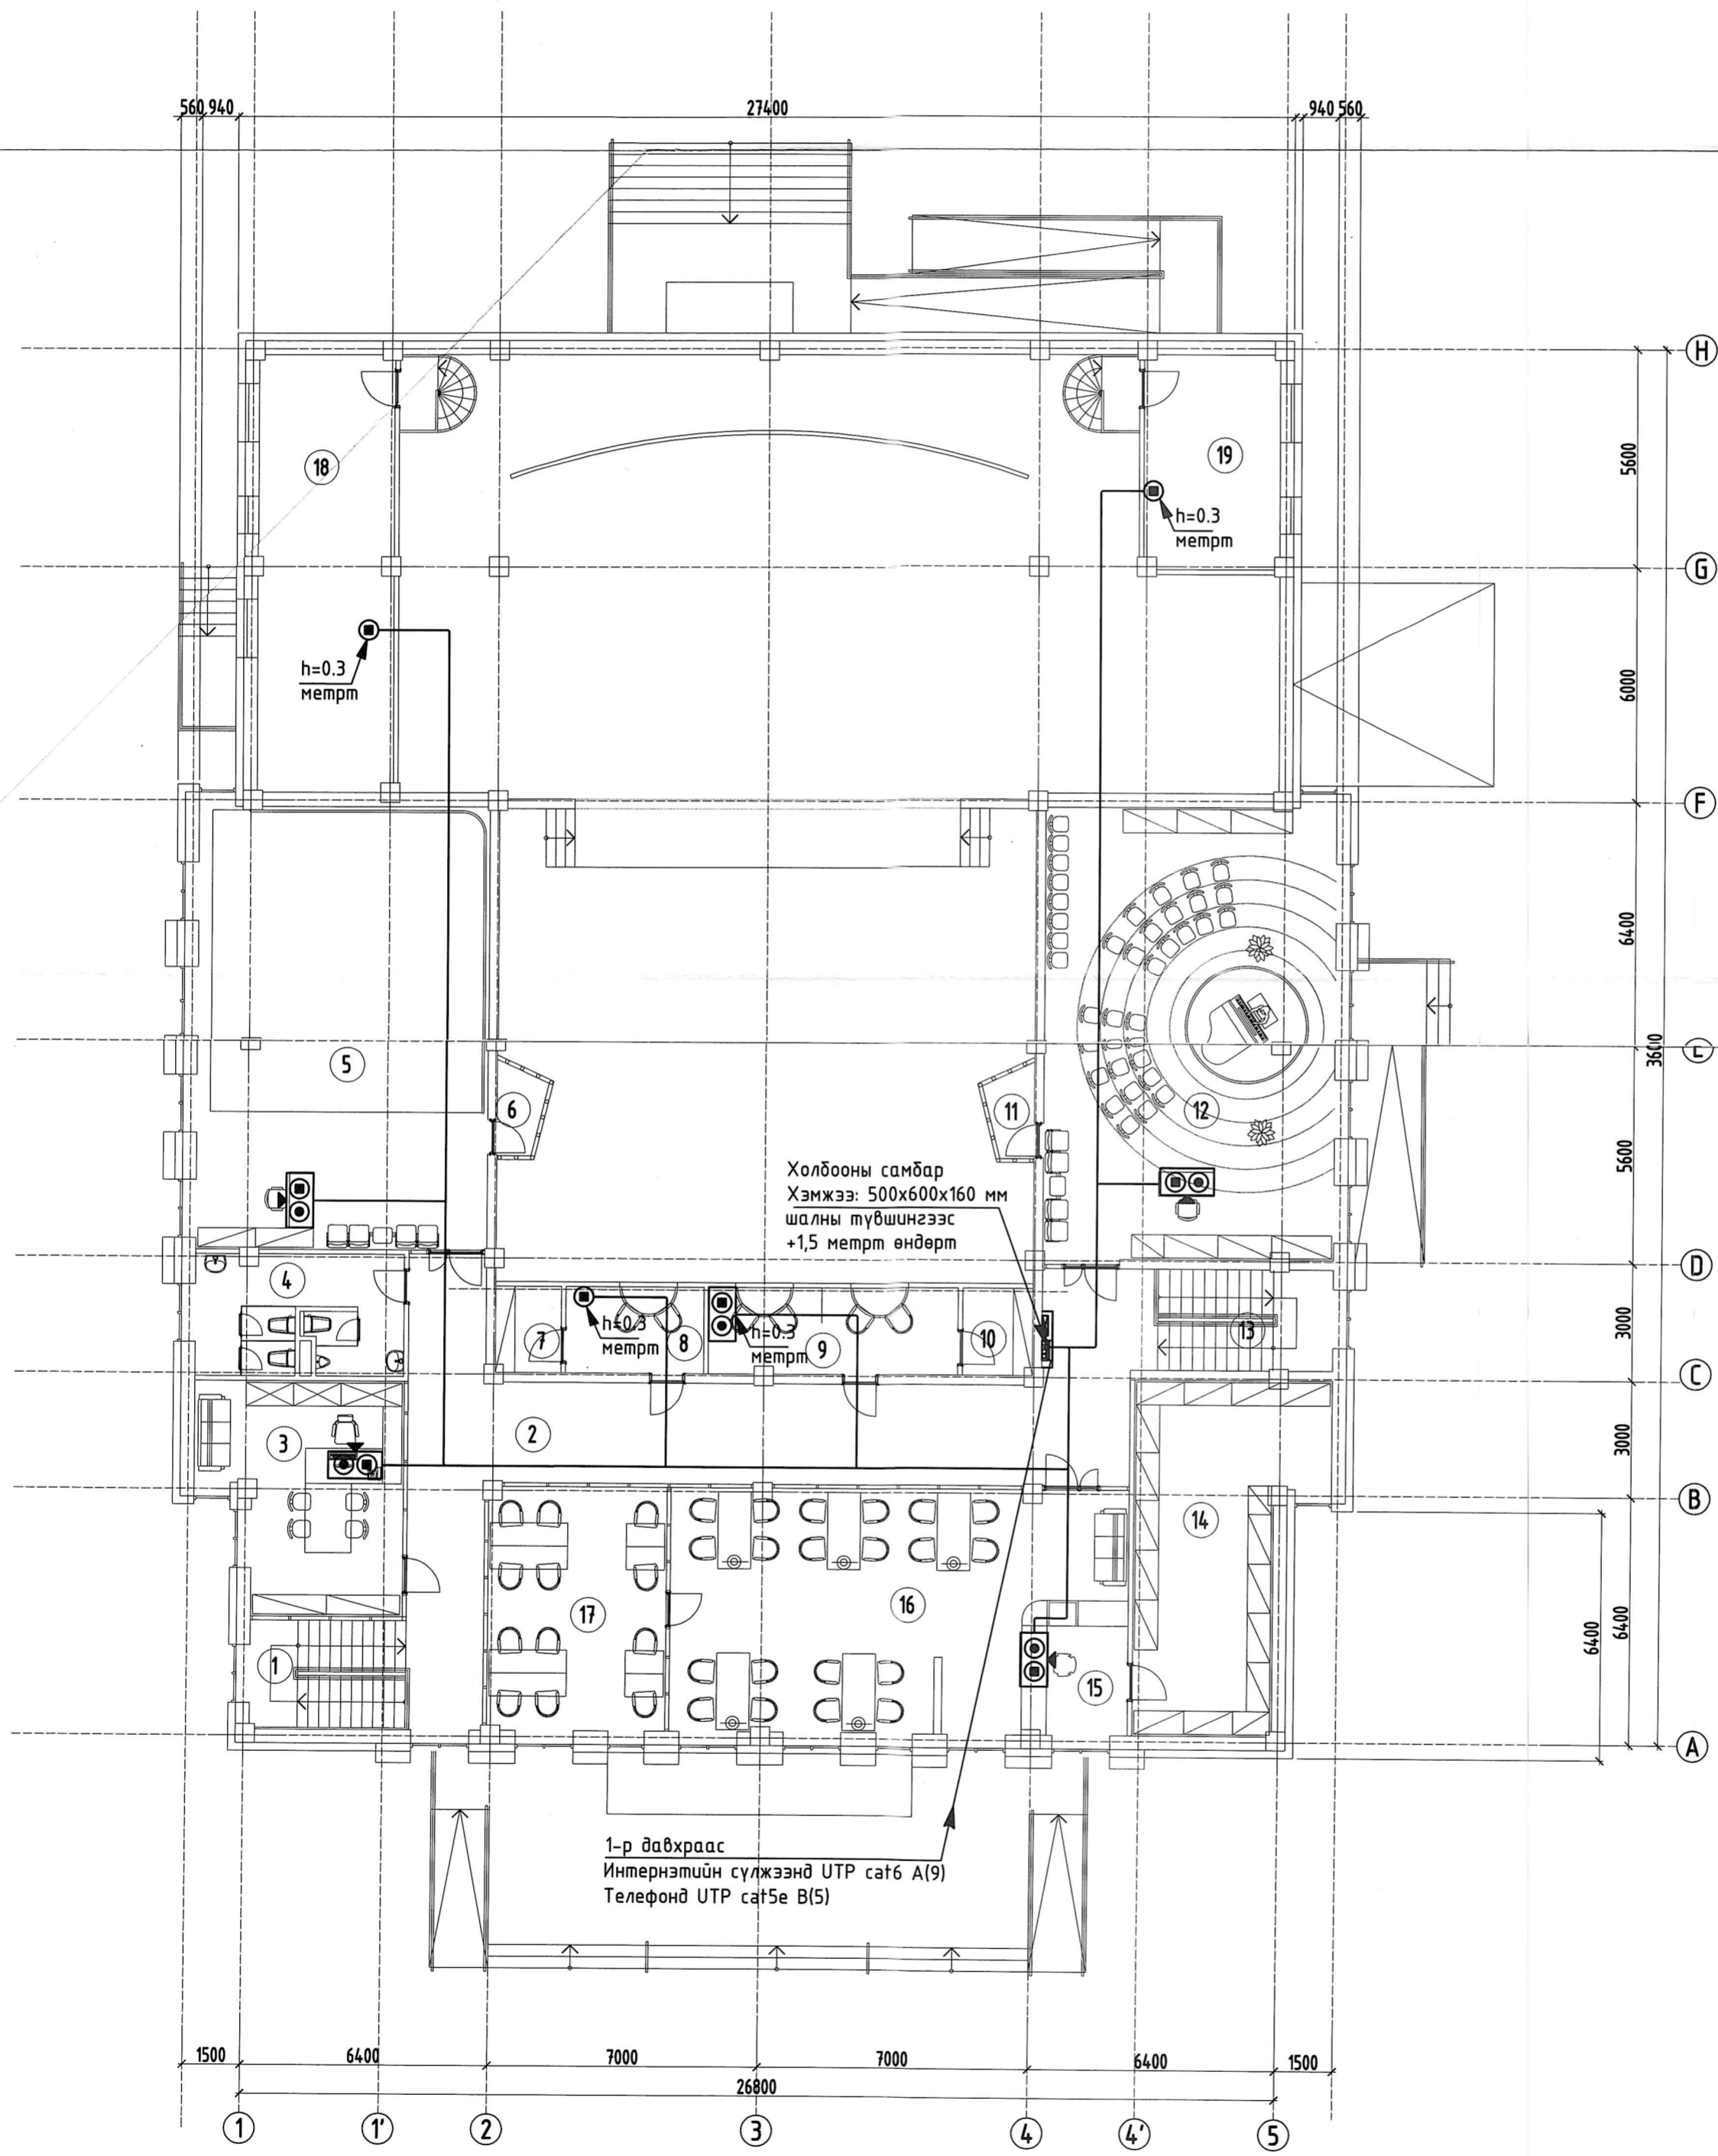 560 940 27400 940 560
H
18
19
5600
h=0.3
метрт
G
h=0.3
метрт
6000
F
6400
E
3600
5
6
11
12
5600
Холбооны самбар
Хэмжээ: 500х600х160 мм
шалны түвшингээс
+1,5 метрт өндөрт
D
4
7
h=0.3
метрт
8
h=0.3
метрт
9
10
13
3000
C
3
2
3000
B
14
17
16
6400
6400
1
15
A
1-р давхраас
Интернэтийн сүлжээнд UTP cat6 A(9)
Телефонд UTP cat5e B(5)
1500 6400 7000 7000 6400 1500
26800
1 1' 2 3 4 4' 5